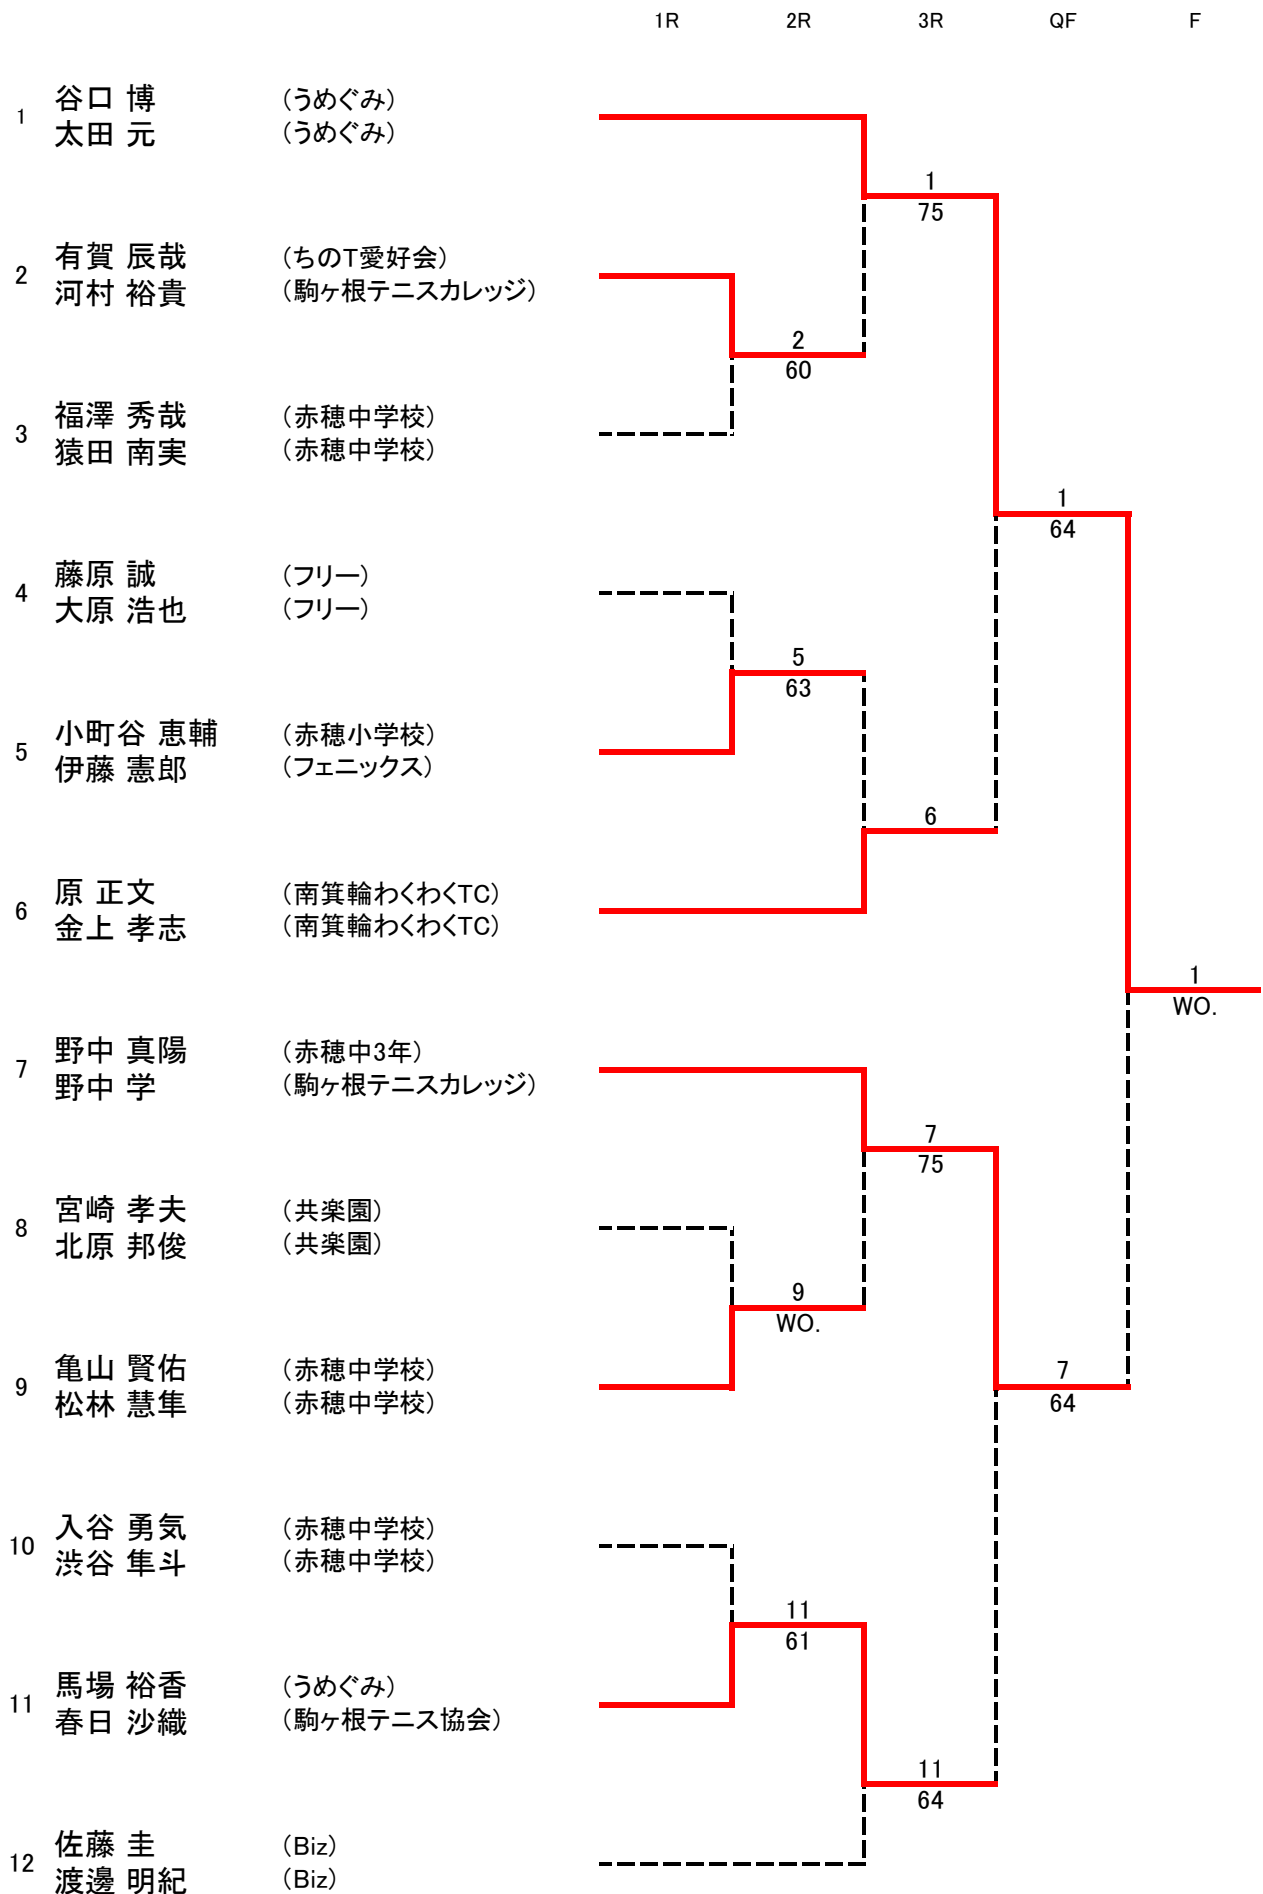 1R 2R 3R QF F
谷口 博 (うめぐみ)
1
太田 元 (うめぐみ)
1
75
有賀 辰哉 (ちのT愛好会)
2
河村 裕貴 (駒ヶ根テニスカレッジ)
2
60
福澤 秀哉 (赤穂中学校)
3
猿田 南実 (赤穂中学校)
1
64
藤原 誠 (フリー)
4
大原 浩也 (フリー)
5
63
小町谷 恵輔 (赤穂小学校)
5
伊藤 憲郎 (フェニックス)
6
原 正文 (南箕輪わくわくTC)
6
金上 孝志 (南箕輪わくわくTC)
1
WO.
野中 真陽 (赤穂中3年)
7
野中 学 (駒ヶ根テニスカレッジ)
7
75
宮崎 孝夫 (共楽園)
8
北原 邦俊 (共楽園)
9
WO.
亀山 賢佑 (赤穂中学校)
9
松林 慧隼 (赤穂中学校)
7
64
入谷 勇気 (赤穂中学校)
10
渋谷 隼斗 (赤穂中学校)
11
61
馬場 裕香 (うめぐみ)
11
春日 沙織 (駒ヶ根テニス協会)
11
64
佐藤 圭 (Biz)
12
渡邊 明紀 (Biz)